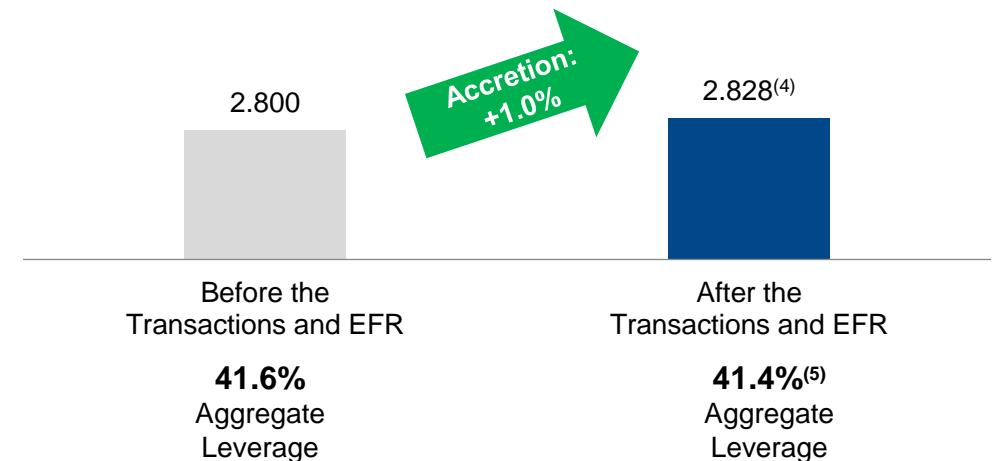 Accretion:
+1.0%
2.800
2.828(4)
Before the
Transactions and EFR
After the
Transactions and EFR
41.6%
Aggregate
Leverage
41.4%(5)
Aggregate
Leverage